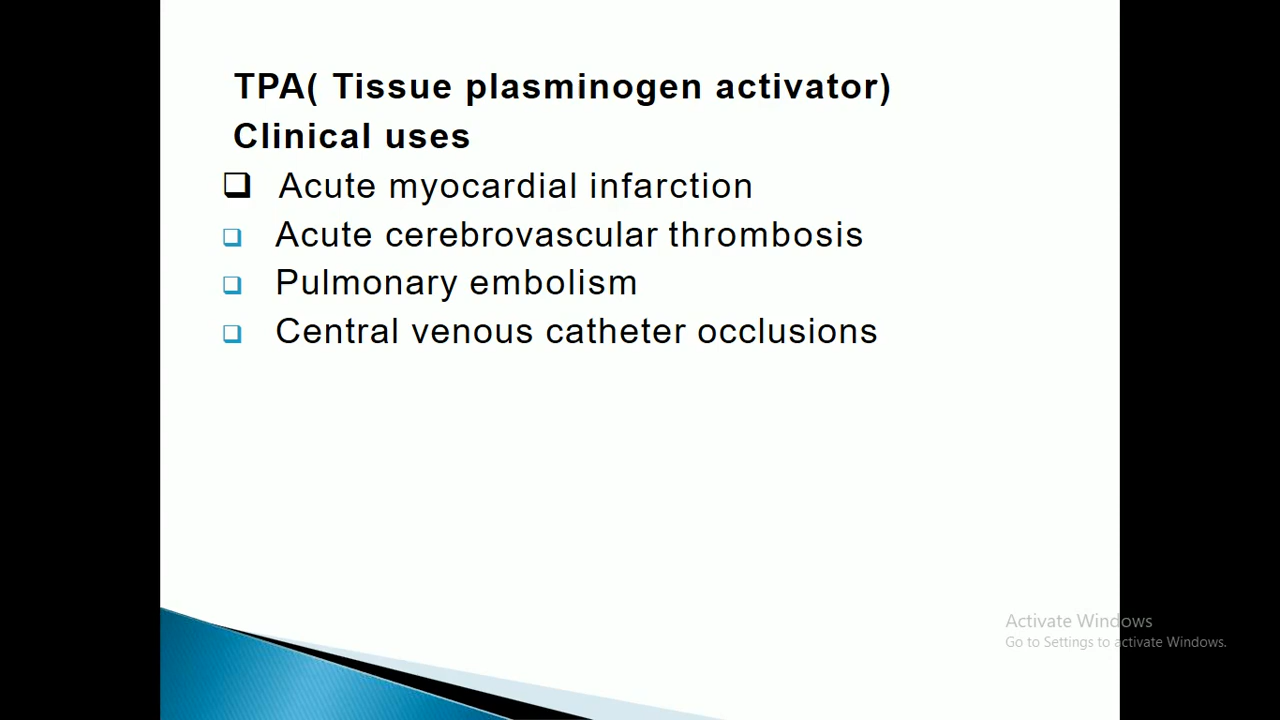 TPA( Tissue plasminogen activator)
Clinical uses
❑ Acute myocardial infarction
❑ Acute cerebrovascular thrombosis
❑ Pulmonary embolism
❑ Central venous catheter occlusions
Activate Windows
Go to Settings to activate Windows.